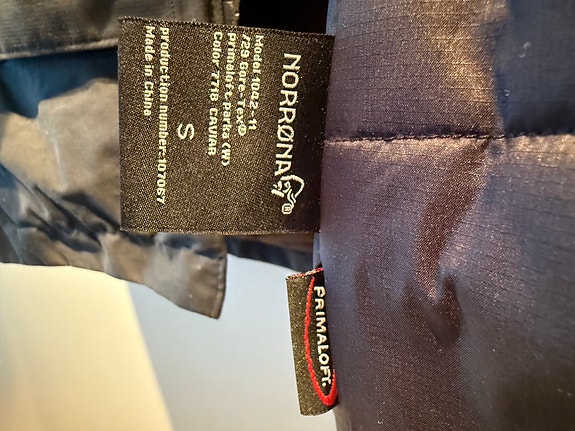 NORRØNA ®
Model 1042-11
/29 Gore-Tex®
Primaloft parka (W)
Color 7718 CAVIAR
S
production number:107067
Made in China
PRIMALOFT®